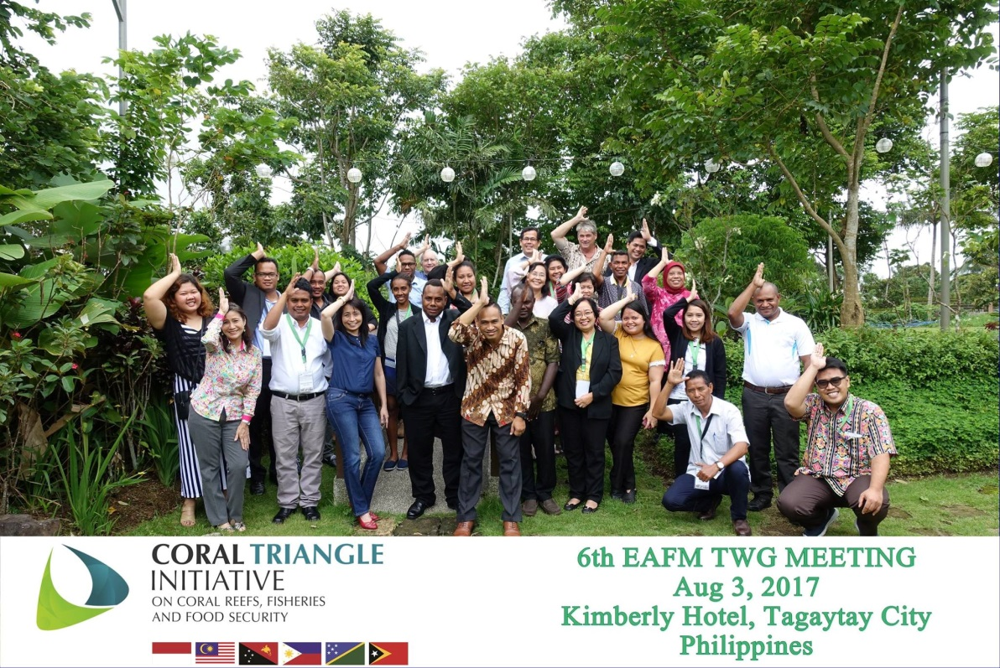 CORAL TRIANGLE
INITIATIVE
ON CORAL REEFS, FISHERIES
AND FOOD SECURITY
6th EAFM TWG MEETING
Aug 3, 2017
Kimberly Hotel, Tagaytay City
Philippines